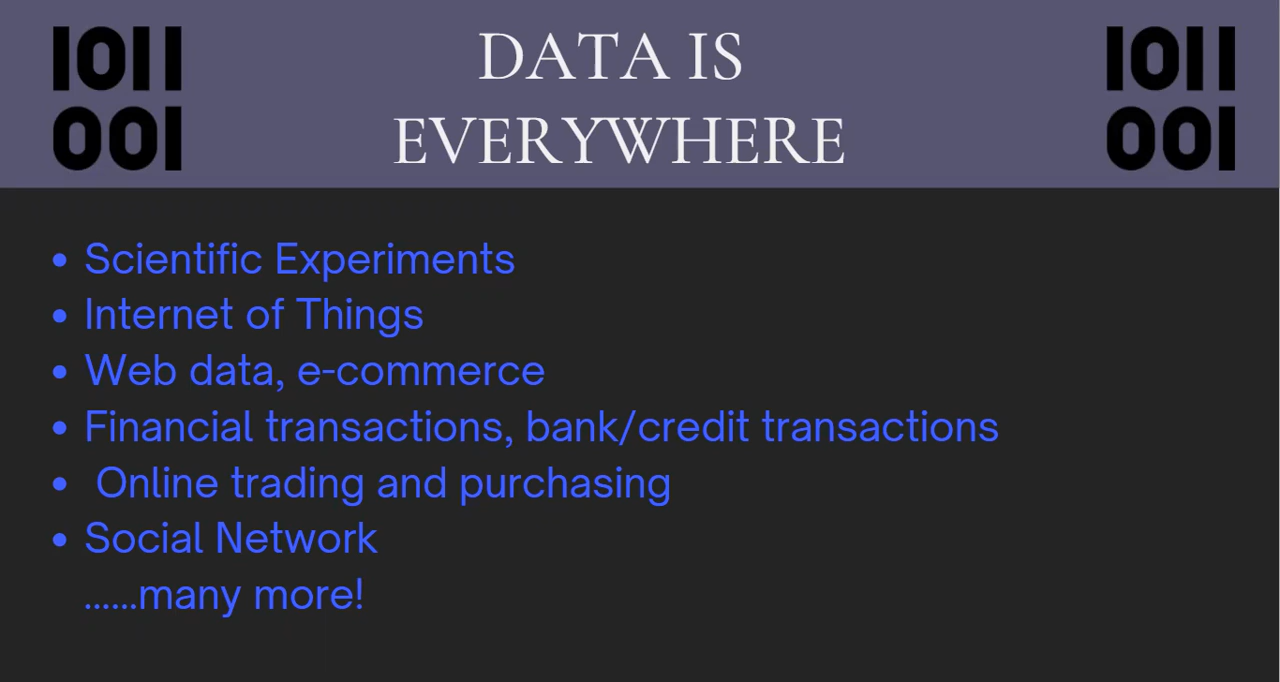 1011
001
DATA IS
EVERYWHERE
1011
001
• Scientific Experiments
• Internet of Things
• Web data, e-commerce
• Financial transactions, bank/credit transactions
• Online trading and purchasing
• Social Network
......many more!